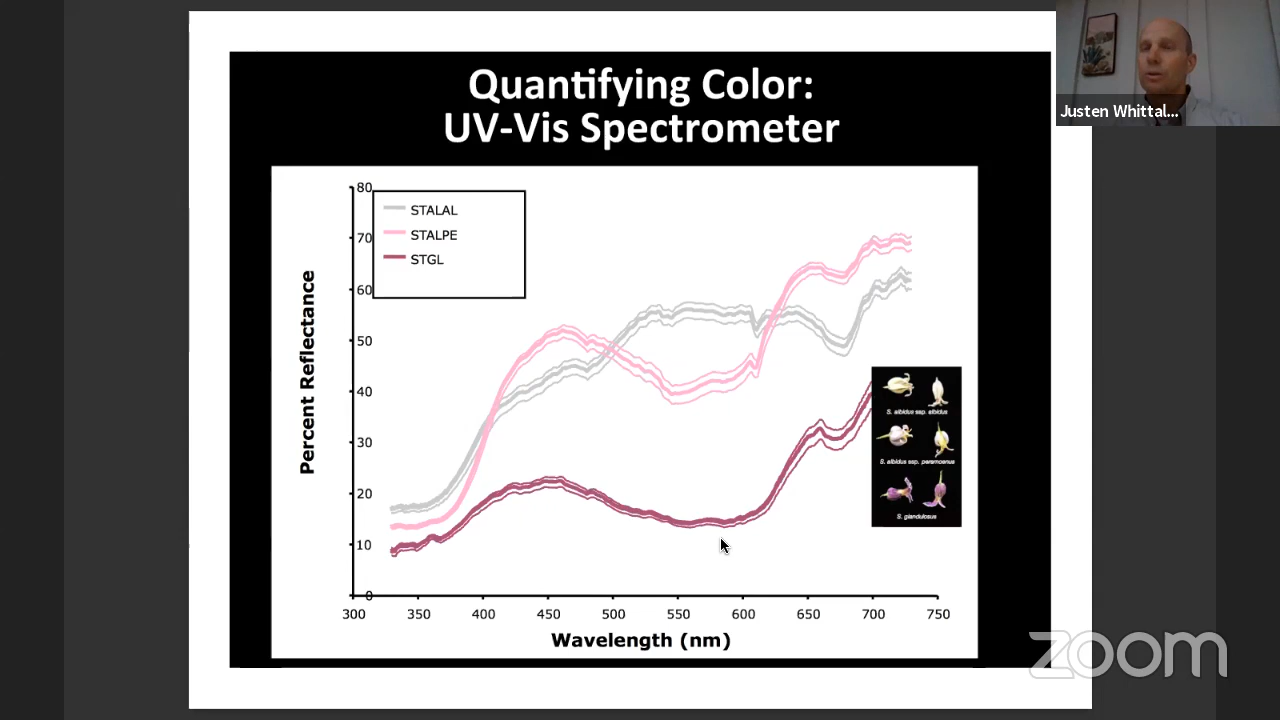 Quantifying Color:
UV-Vis Spectrometer
Justen Whittal...
80
70
60
50
40
30
20
10
0
STALAL
STALPE
STGL
Percent Reflectance
S. albidus ssp. albidus
S. albidus ssp. peramoenus
S. glandulosus
300 350 400 450 500 550 600 650 700 750
Wavelength (nm)
zoom